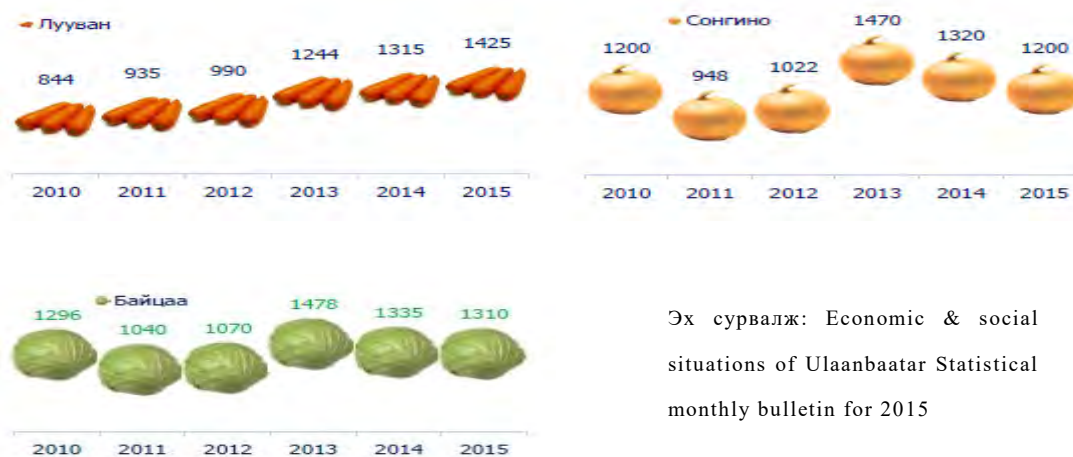 Лууван
844 935 990 1244 1315 1425
2010 2011 2012 2013 2014 2015
Сонгино
1200 948 1022 1470 1320 1200
2010 2011 2012 2013 2014 2015
Байцаа
1296 1040 1070 1478 1335 1310
2010 2011 2012 2013 2014 2015
Эх сурвалж: Economic & social
situations of Ulaanbaatar Statistical
monthly bulletin for 2015